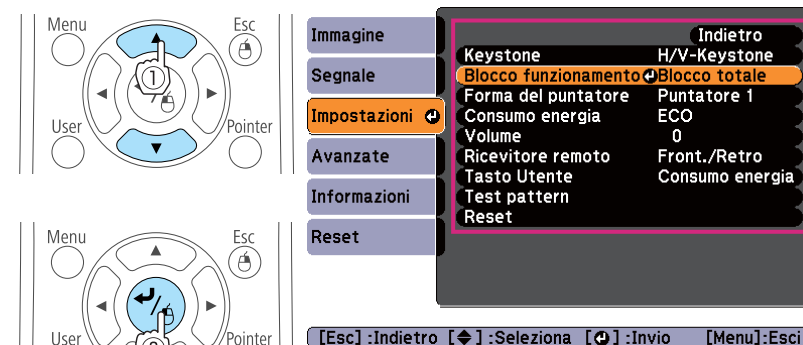 Menu
Esc
1
User
Pointer
Menu
Esc
User
Pointer
Immagine
Segnale
Impostazioni
Avanzate
Informazioni
Reset
Indietro
Keystone H/V-Keystone
Blocco funzionamento Blocco totale
Forma del puntatore Puntatore 1
Consumo energia ECO
Volume 0
Ricevitore remoto Front./Retro
Tasto Utente Consumo energia
Test pattern
Reset
[Esc] :Indietro [ ] :Seleziona [ ] :Invio [Menu]:Esci